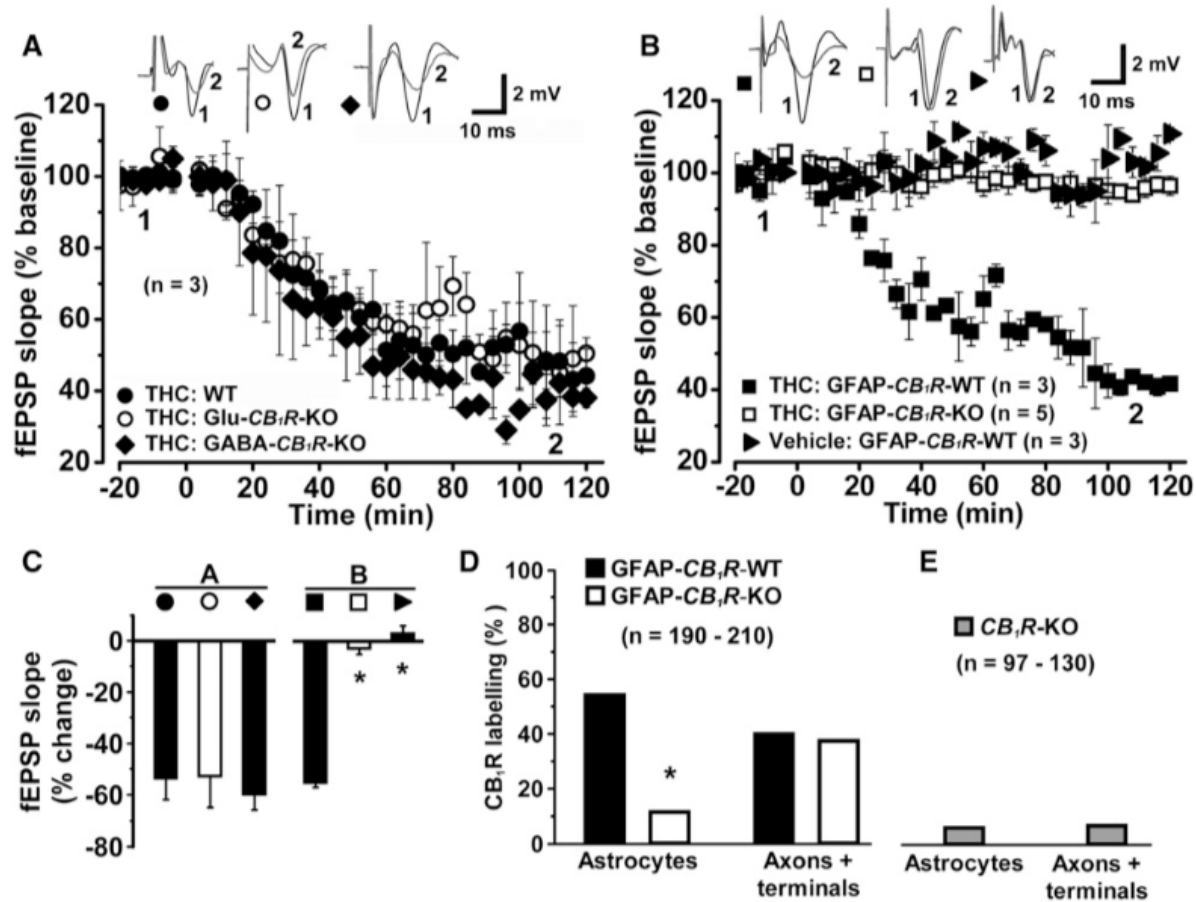 A
2
1
2
1
2
1
2 mV
10 ms
fEPSP slope (% baseline)
120
100
80
60
40
20
1
(n = 3)
THC: WT
THC: Glu-CB₁R-KO
THC: GABA-CB₁R-KO
2
-20 0 20 40 60 80 100 120
Time (min)
B
1
2
1
2
1
2
2 mV
10 ms
fEPSP slope (% baseline)
120
100
80
60
40
20
1
THC: GFAP-CB₁R-WT (n = 3)
THC: GFAP-CB₁R-KO (n = 5)
Vehicle: GFAP-CB₁R-WT (n = 3)
2
-20 0 20 40 60 80 100 120
Time (min)
C
A
B
fEPSP slope
(% change)
0
-20
-40
-60
-80
* *
D
GFAP-CB₁R-WT
GFAP-CB₁R-KO
(n = 190 - 210)
CB₁R labelling (%)
100
80
60
40
20
0
*
Astrocytes
Axons +
terminals
E
CB₁R-KO
(n = 97 - 130)
Astrocytes
Axons +
terminals